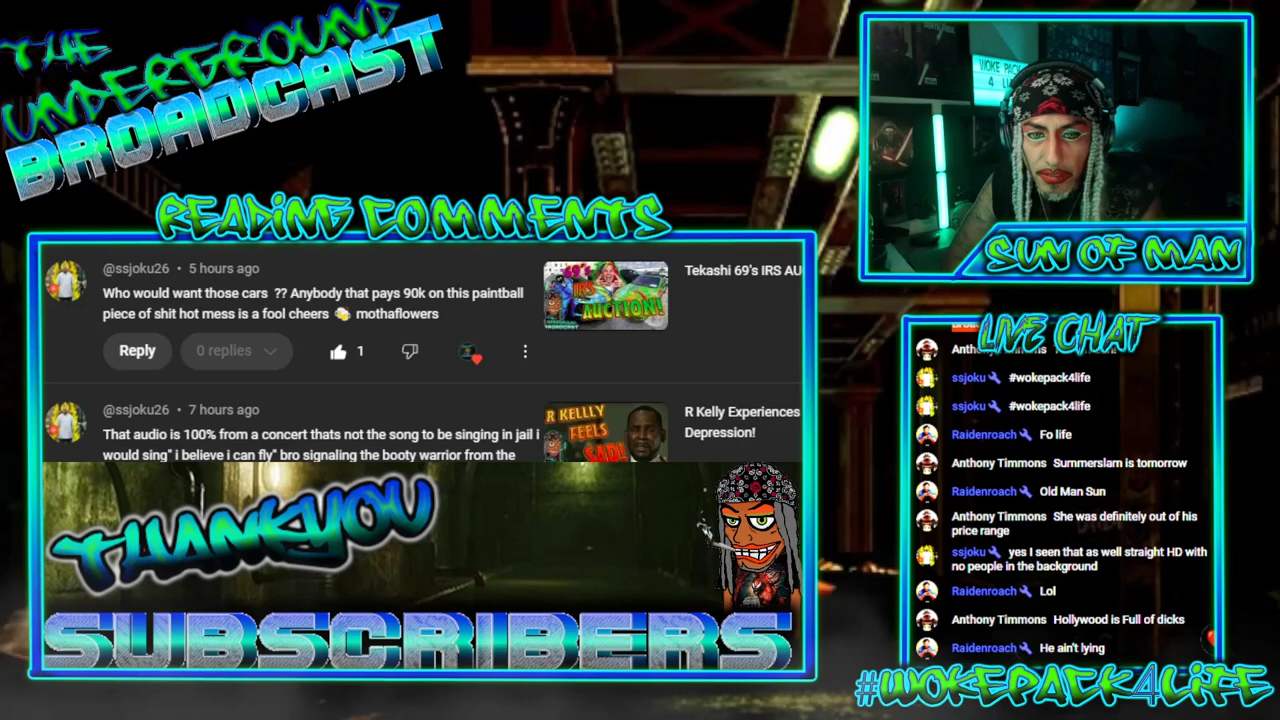 THE
UNDERGROUND
BROADCAST
READING COMMENTS
@ssjoku26 • 5 hours ago
Who would want those cars ?? Anybody that pays 90k on this paintball
piece of shit hot mess is a fool cheers mothaflowers
Reply
0 replies
1
IRS
AUCTION!
Tekashi 69's IRS AU
@ssjoku26 • 7 hours ago
That audio is 100% from a concert thats not the song to be singing in jail i
would sing" i believe i can fly" bro signaling the booty warrior from the
R KELLLY
FEELS
SAD!
R Kelly Experiences
Depression!
THANKYOU
SUBSCRIBERS
WOKE PACK
4 LI
SUN OF MAN
LIVE CHAT
ssjoku #wokepack4life
ssjoku #wokepack4life
Raidenroach Fo life
Anthony Timmons Summerslam is tomorrow
Raidenroach Old Man Sun
Anthony Timmons She was definitely out of his
price range
ssjoku yes I seen that as well straight HD with
no people in the background
Raidenroach Lol
Anthony Timmons Hollywood is Full of dicks
Raidenroach He ain't lying
#WOKEPACK4LIFE